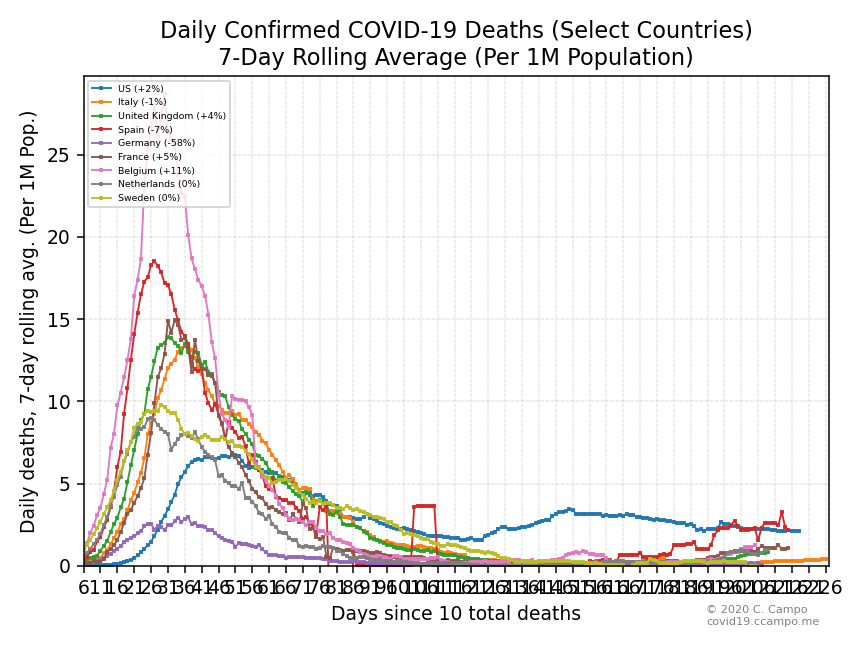 Daily Confirmed COVID-19 Deaths (Select Countries)
7-Day Rolling Average (Per 1M Population)
Daily deaths, 7-day rolling avg. (Per 1M Pop.)
US (+2%)
Italy (-1%)
United Kingdom (+4%)
Spain (-7%)
Germany (-58%)
France (+5%)
Belgium (+11%)
Netherlands (0%)
Sweden (0%)
25
20
15
10
5
0
Days since 10 total deaths
© 2020 C. Campo
covid19.ccampo.me